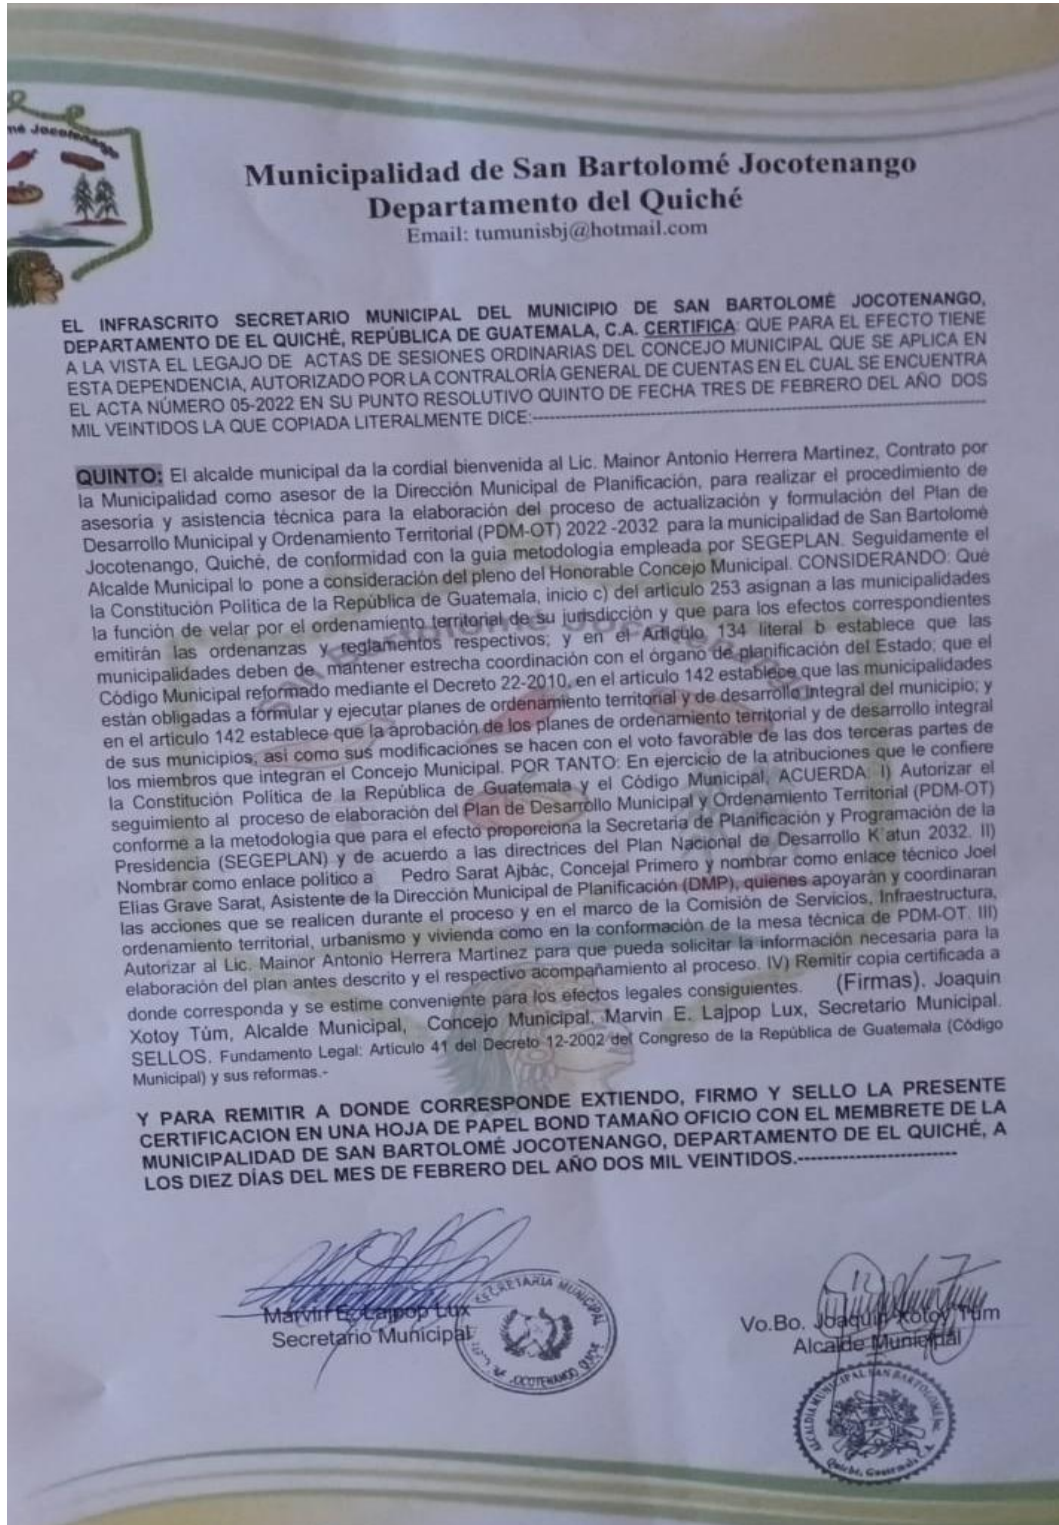 mé Jocotenango
Municipalidad de San Bartolomé Jocotenango
Departamento del Quiché
Email: tumunisbj@hotmail.com
EL INFRASCRITO SECRETARIO MUNICIPAL DEL MUNICIPIO DE SAN BARTOLOMÉ JOCOTENANGO,
DEPARTAMENTO DE EL QUICHÉ, REPÚBLICA DE GUATEMALA, C.A. CERTIFICA: QUE PARA EL EFECTO TIENE
A LA VISTA EL LEGAJO DE ACTAS DE SESIONES ORDINARIAS DEL CONCEJO MUNICIPAL QUE SE APLICA EN
ESTA DEPENDENCIA, AUTORIZADO POR LA CONTRALORÍA GENERAL DE CUENTAS EN EL CUAL SE ENCUENTRA
EL ACTA NÚMERO 05-2022 EN SU PUNTO RESOLUTIVO QUINTO DE FECHA TRES DE FEBRERO DEL AÑO DOS
MIL VEINTIDOS LA QUE COPIADA LITERALMENTE DICE:---
QUINTO: El alcalde municipal da la cordial bienvenida al Lic. Mainor Antonio Herrera Martinez, Contrato por
la Municipalidad como asesor de la Dirección Municipal de Planificación, para realizar el procedimiento de
asesoría y asistencia técnica para la elaboración del proceso de actualización y formulación del Plan de
Desarrollo Municipal y Ordenamiento Territorial (PDM-OT) 2022 -2032 para la municipalidad de San Bartolomé
Jocotenango, Quiché, de conformidad con la guia metodologia empleada por SEGEPLAN. Seguidamente el
Alcalde Municipal lo pone a consideración del pleno del Honorable Concejo Municipal. CONSIDERANDO: Que
la Constitución Política de la República de Guatemala, inicio c) del artículo 253 asignan a las municipalidades
la función de velar por el ordenamiento territorial de su jurisdicción y que para los efectos correspondientes
emitirán las ordenanzas y reglamentos respectivos; y en el Artículo 134 literal b establece que las
municipalidades deben de mantener estrecha coordinación con el órgano de planificación del Estado; que el
Código Municipal reformado mediante el Decreto 22-2010, en el articulo 142 establece que las municipalidades
están obligadas a formular y ejecutar planes de ordenamiento territorial y de desarrollo integral del municipio; y
en el articulo 142 establece que la aprobación de los planes de ordenamiento territorial y de desarrollo integral
de sus municipios, así como sus modificaciones se hacen con el voto favorable de las dos terceras partes de
los miembros que integran el Concejo Municipal. POR TANTO: En ejercicio de la atribuciones que le confiere
la Constitución Política de la República de Guatemala y el Código Municipal, ACUERDA: I) Autorizar el
seguimiento al proceso de elaboración del Plan de Desarrollo Municipal y Ordenamiento Territorial (PDM-OT)
conforme a la metodología que para el efecto proporciona la Secretaria de Planificación y Programación de la
Presidencia (SEGEPLAN) y de acuerdo a las directrices del Plan Nacional de Desarrollo K´atun 2032. II)
Nombrar como enlace político a Pedro Sarat Ajbác, Concejal Primero y nombrar como enlace técnico Joel
Elias Grave Sarat, Asistente de la Dirección Municipal de Planificación (DMP), quienes apoyarán y coordinaran
las acciones que se realicen durante el proceso y en el marco de la Comisión de Servicios, Infraestructura,
ordenamiento territorial, urbanismo y vivienda como en la conformación de la mesa técnica de PDM-OT. III)
Autorizar al Lic. Mainor Antonio Herrera Martinez para que pueda solicitar la información necesaria para la
elaboración del plan antes descrito y el respectivo acompañamiento al proceso. IV) Remitir copia certificada a
donde corresponda y se estime conveniente para los efectos legales consiguientes. (Firmas). Joaquin
Xotoy Tùm, Alcalde Municipal, Concejo Municipal, Marvin E. Lajpop Lux, Secretario Municipal.
SELLOS. Fundamento Legal: Articulo 41 del Decreto 12-2002 del Congreso de la República de Guatemala (Código
Municipal) y sus reformas.-
Y PARA REMITIR A DONDE CORRESPONDE EXTIENDO, FIRMO Y SELLO LA PRESENTE
CERTIFICACION EN UNA HOJA DE PAPEL BOND TAMAÑO OFICIO CON EL MEMBRETE DE LA
MUNICIPALIDAD DE SAN BARTOLOMÉ JOCOTENANGO, DEPARTAMENTO DE EL QUICHÉ, A
LOS DIEZ DÍAS DEL MES DE FEBRERO DEL AÑO DOS MIL VEINTIDOS.---
Marvin E. Lajpop Lux
Secretario Municipal
SECRETARIA MUNICIPAL
JOCOTENANGO, QUICHE
Vo.Bo. Joaquin Xotoy Tùm
Alcalde Municipal
ALCALDIA MUNICIPAL SAN BARTOLOME
Quiché, Guatemala C. A.